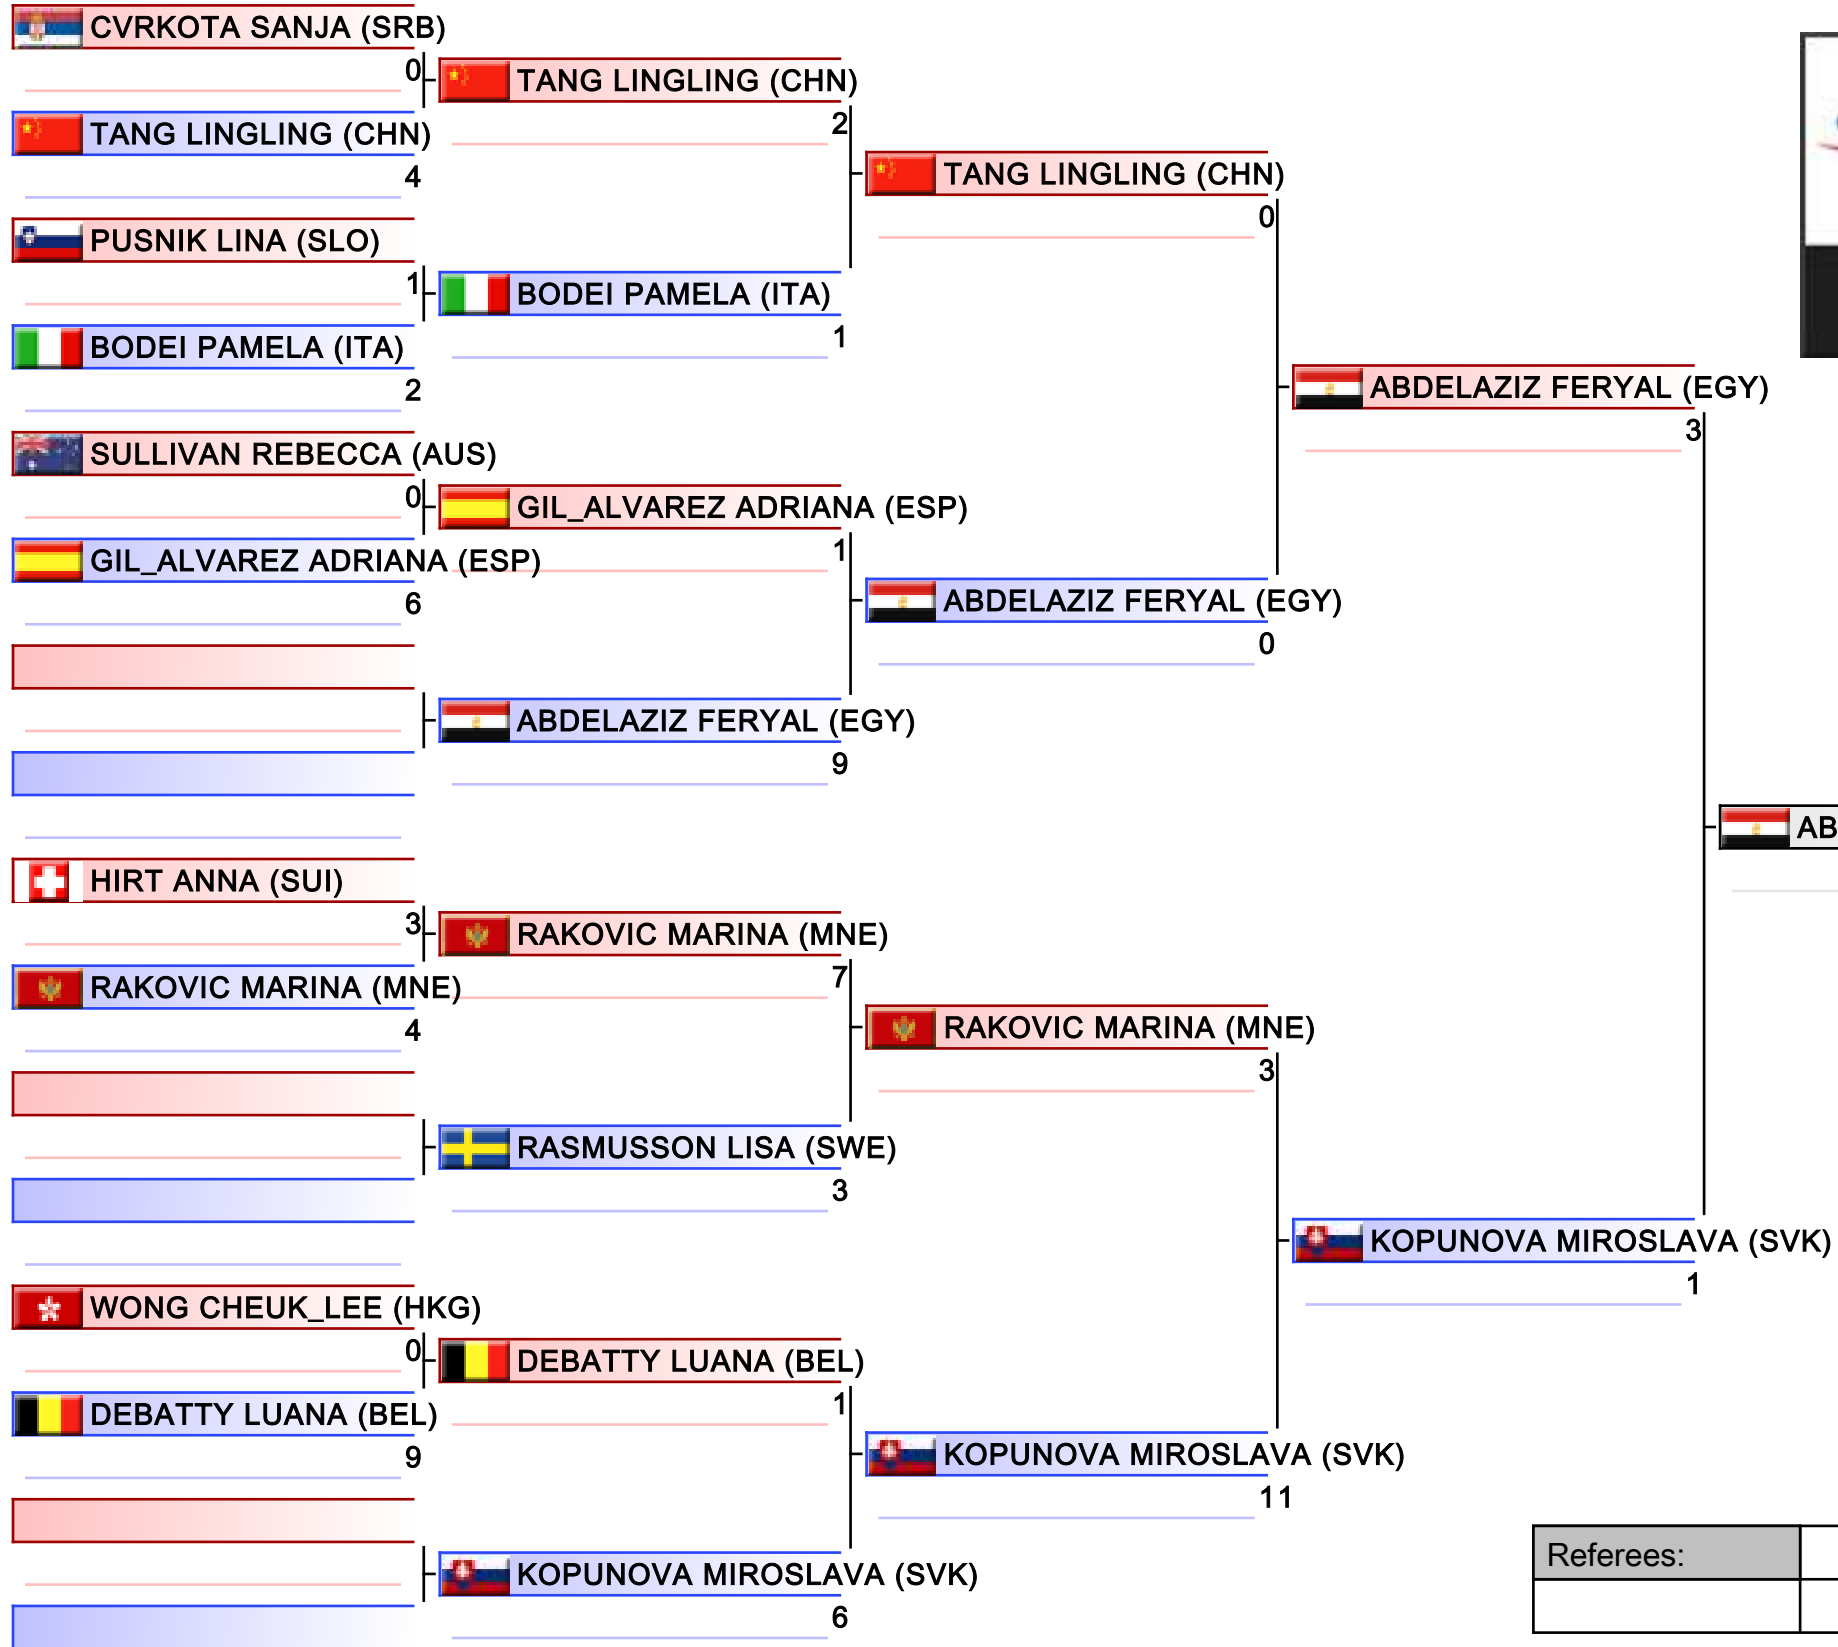 CVRKOTA SANJA (SRB)
0
TANG LINGLING (CHN)
4
PUSNIK LINA (SLO)
1
BODEI PAMELA (ITA)
2
SULLIVAN REBECCA (AUS)
0
GIL_ALVAREZ ADRIANA (ESP)
6
HIRT ANNA (SUI)
3
RAKOVIC MARINA (MNE)
4
WONG CHEUK_LEE (HKG)
0
DEBATTY LUANA (BEL)
9
TANG LINGLING (CHN)
2
BODEI PAMELA (ITA)
1
GIL_ALVAREZ ADRIANA (ESP)
1
ABDELAZIZ FERYAL (EGY)
9
RAKOVIC MARINA (MNE)
7
RASMUSSON LISA (SWE)
3
DEBATTY LUANA (BEL)
1
KOPUNOVA MIROSLAVA (SVK)
6
TANG LINGLING (CHN)
0
ABDELAZIZ FERYAL (EGY)
0
RAKOVIC MARINA (MNE)
3
KOPUNOVA MIROSLAVA (SVK)
11
ABDELAZIZ FERYAL (EGY)
3
KOPUNOVA MIROSLAVA (SVK)
1
AB
Referees: